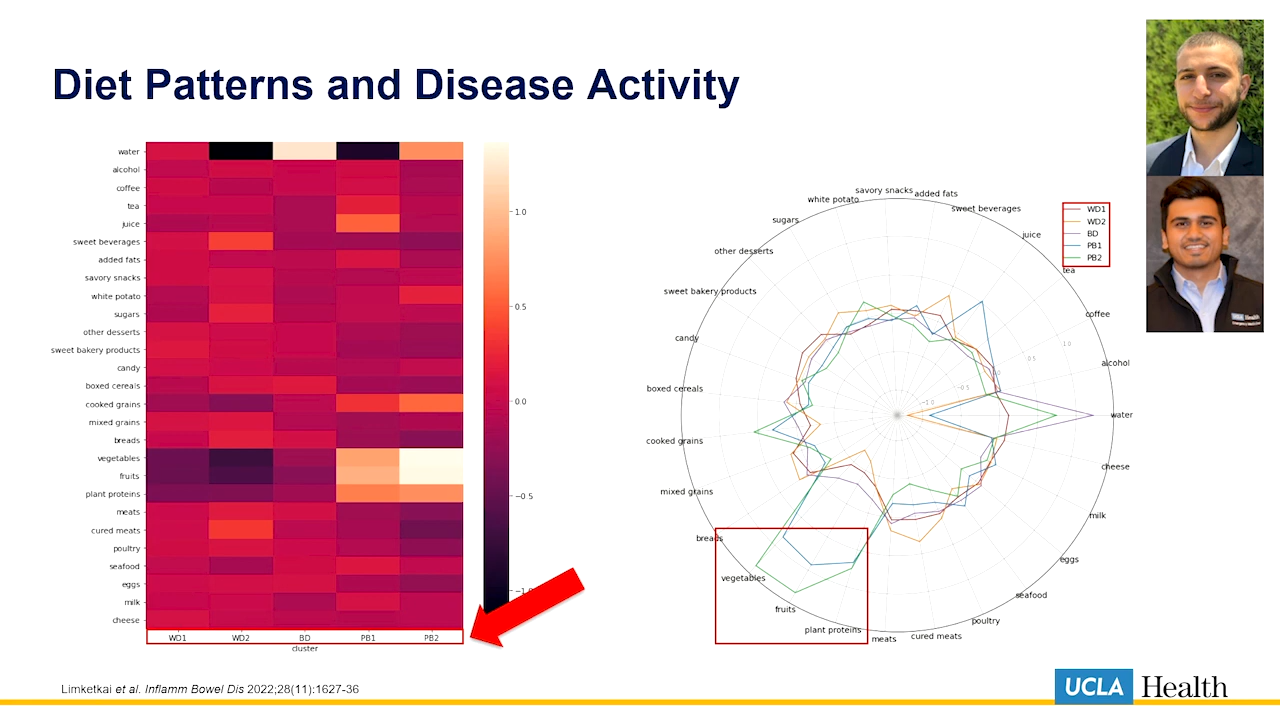 Diet Patterns and Disease Activity
water
alcohol
coffee
tea
juice
sweet beverages
added fats
savory snacks
white potato
sugars
other desserts
sweet bakery products
candy
boxed cereals
cooked grains
mixed grains
breads
vegetables
fruits
plant proteins
meats
cured meats
poultry
seafood
eggs
milk
cheese
WD1 WD2 BD PB1 PB2
cluster
1.0
0.5
0.0
−0.5
savory snacks
added fats
white potato
sweet beverages
sugars
juice
other desserts
tea
sweet bakery products
coffee
candy
alcohol
boxed cereals
water
cooked grains
cheese
mixed grains
milk
breads
eggs
vegetables
seafood
fruits
poultry
plant proteins
cured meats
meats
1.0
0.5
-0.5
-1.0
WD1
WD2
BD
PB1
PB2
Limketkai et al. Inflamm Bowel Dis 2022;28(11):1627-36
UCLA Health